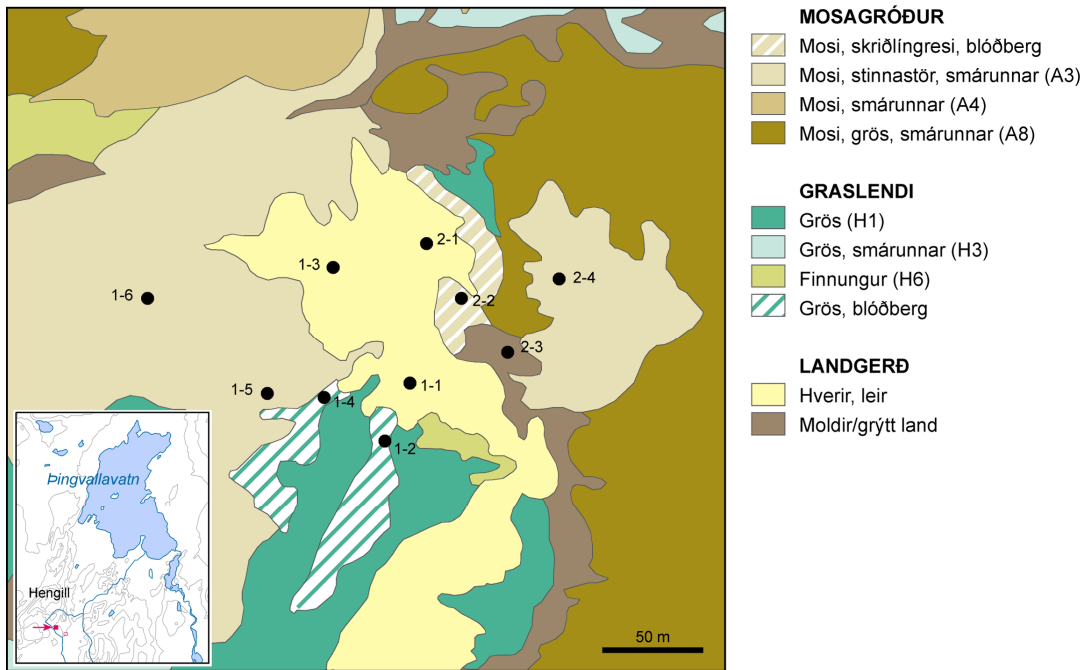 MOSAGRÓÐUR
Mosi, skriðlíngresi, blóðberg
Mosi, stinnastör, smárunnar (A3)
Mosi, smárunnar (A4)
Mosi, grös, smárunnar (A8)
GRASLENDI
Grös (H1)
Grös, smárunnar (H3)
Finnungur (H6)
Grös, blóðberg
LANDGERÐ
Hverir, leir
Moldir/grýtt land
2-1
1-3
2-4
1-6
2-2
2-3
1-1
1-5
1-4
1-2
Þingvallavatn
Hengill
50 m